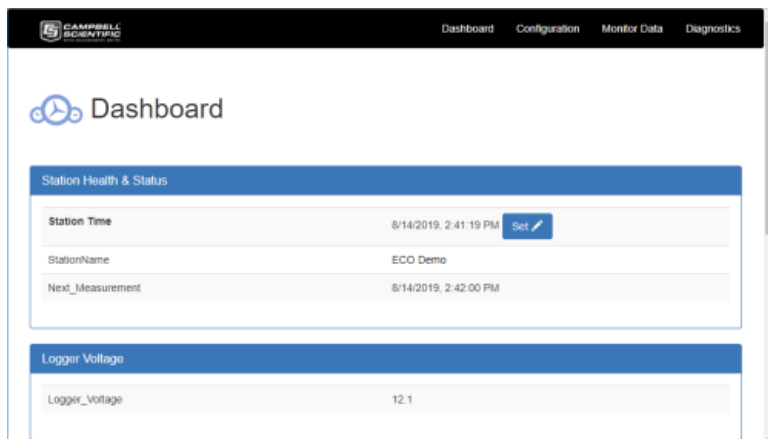 CAMPBELL
SCIENTIFIC
Dashboard Configuration Monitor Data Diagnostics
Dashboard
Station Health & Status
Station Time 8/14/2019, 2:41:19 PM Set
StationName ECO Demo
Next_Measurement 8/14/2019, 2:42:00 PM
Logger Voltage
Logger_Voltage 12.1